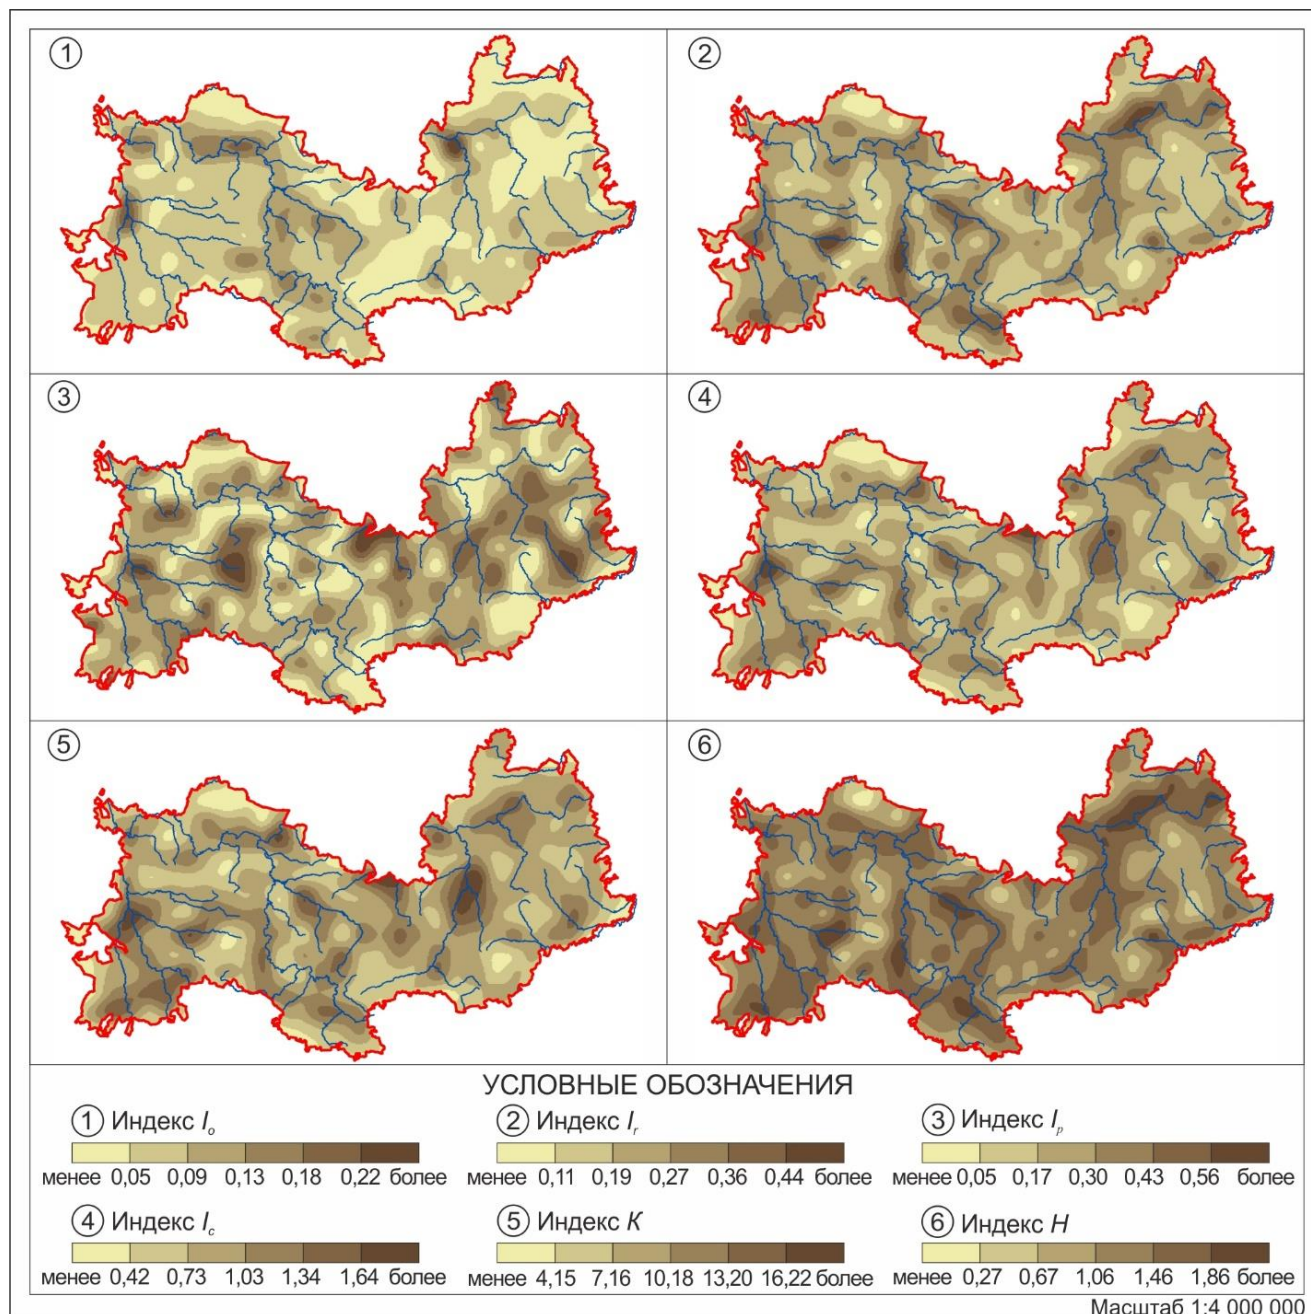 1
2
3
4
5
6
УСЛОВНЫЕ ОБОЗНАЧЕНИЯ
1 Индекс Io
менее 0,05 0,09 0,13 0,18 0,22 более
2 Индекс Ir
менее 0,11 0,19 0,27 0,36 0,44 более
3 Индекс Ip
менее 0,05 0,17 0,30 0,43 0,56 более
4 Индекс Ic
менее 0,42 0,73 1,03 1,34 1,64 более
5 Индекс К
менее 4,15 7,16 10,18 13,20 16,22 более
6 Индекс Н
менее 0,27 0,67 1,06 1,46 1,86 более
Масштаб 1:4 000 000